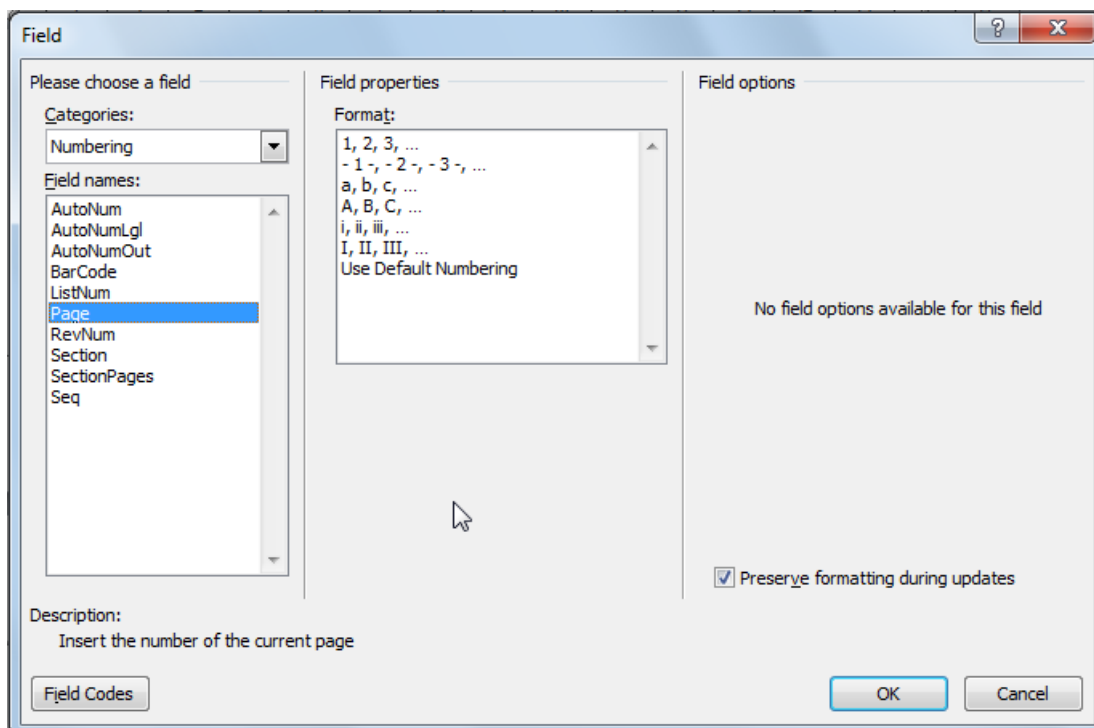 Field
Please choose a field
Categories:
Numbering
Field names:
AutoNum
AutoNumLgl
AutoNumOut
BarCode
ListNum
Page
RevNum
Section
SectionPages
Seq
Field properties
Format:
1, 2, 3, ...
- 1 -, - 2 -, - 3 -, ...
a, b, c, ...
A, B, C, ...
i, ii, iii, ...
I, II, III, ...
Use Default Numbering
Field options
No field options available for this field
Preserve formatting during updates
Description:
Insert the number of the current page
Field Codes
OK
Cancel